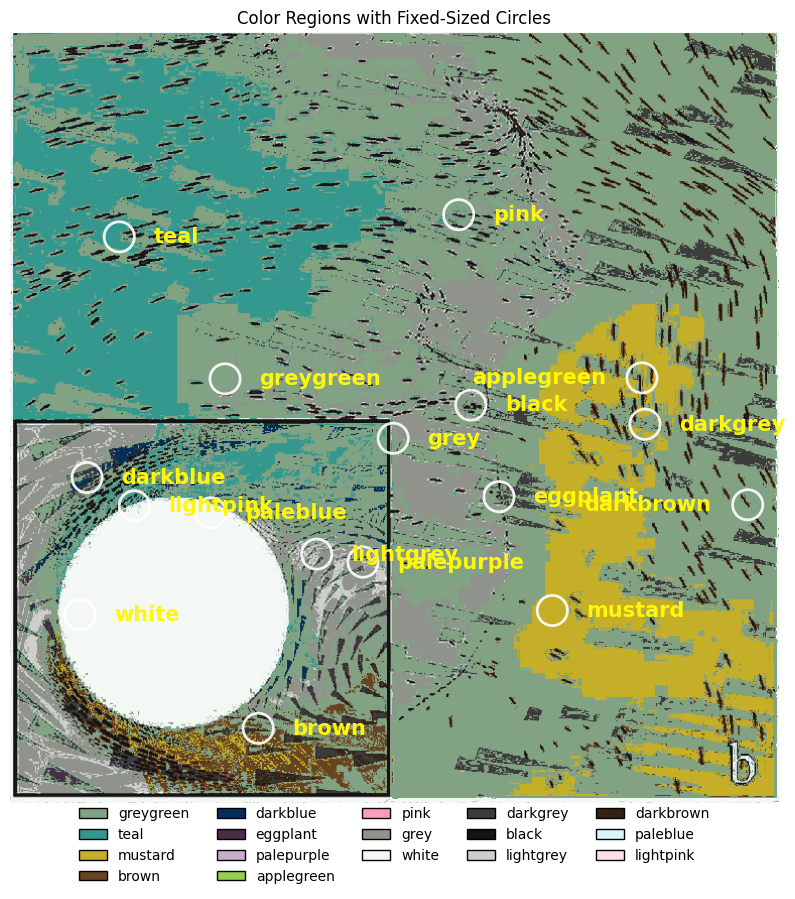 Color Regions with Fixed-Sized Circles
pink
teal
greygreen
applegreen
black
darkgrey
grey
darkblue
eggplant
darkbrown
lightpink
paleblue
lightgrey
palepurple
white
mustard
brown
b
greygreen darkblue pink darkgrey darkbrown
teal eggplant grey black paleblue
mustard palepurple white lightgrey lightpink
brown applegreen